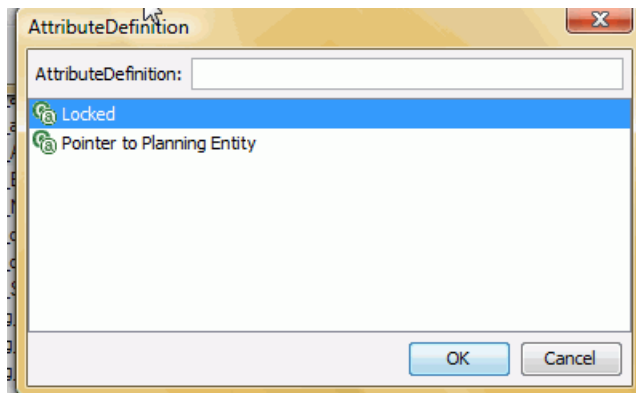 AttributeDefinition
AttributeDefinition:
Locked
Pointer to Planning Entity
OK Cancel